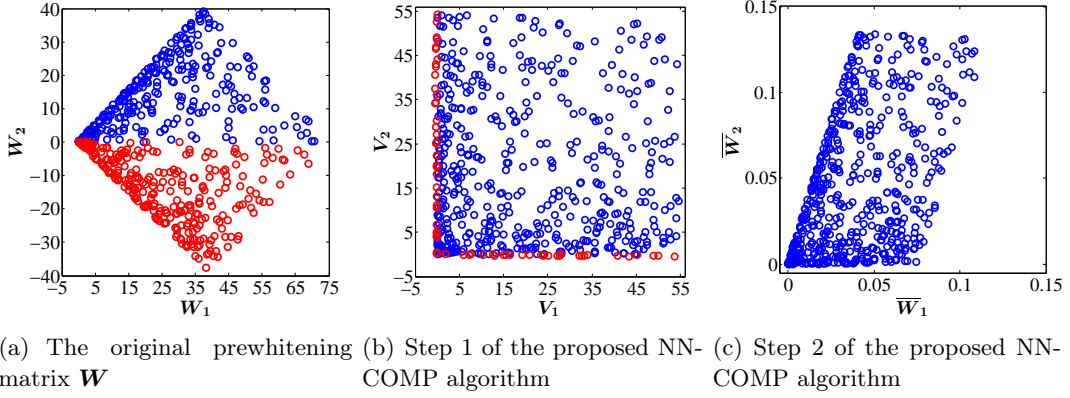 40
30
20
10
0
−10
−20
−30
40
−5 5 15 25 35 45 55 65 75
W₂
W₁
55
45
35
25
15
5
−5
−5 5 15 25 35 45 54
V₂
V₁
0.15
0.1
0.05
0
0 0.05 0.1 0.15
W̅₂
W̅₁
(a) The original prewhitening
matrix W
(b) Step 1 of the proposed NN-
COMP algorithm
(c) Step 2 of the proposed NN-
COMP algorithm